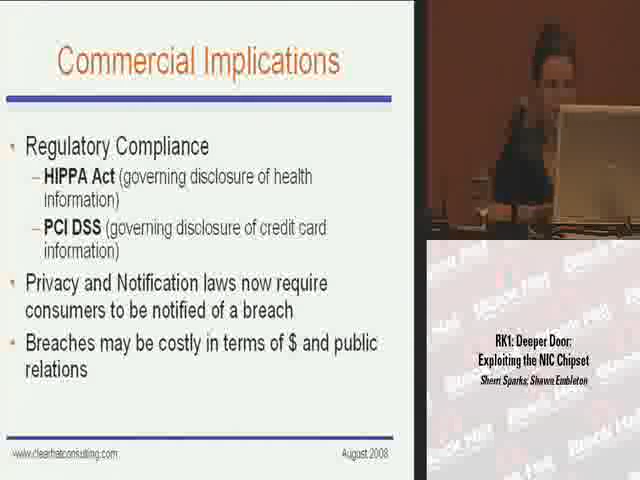 Commercial Implications
• Regulatory Compliance
– HIPPA Act (governing disclosure of health
information)
– PCI DSS (governing disclosure of credit card
information)
• Privacy and Notification laws now require
consumers to be notified of a breach
• Breaches may be costly in terms of $ and public
relations
www.clearhatconsulting.com
August 2008
RK1: Deeper Door:
Exploiting the NIC Chipset
Sherri Sparks; Shawn Embleton